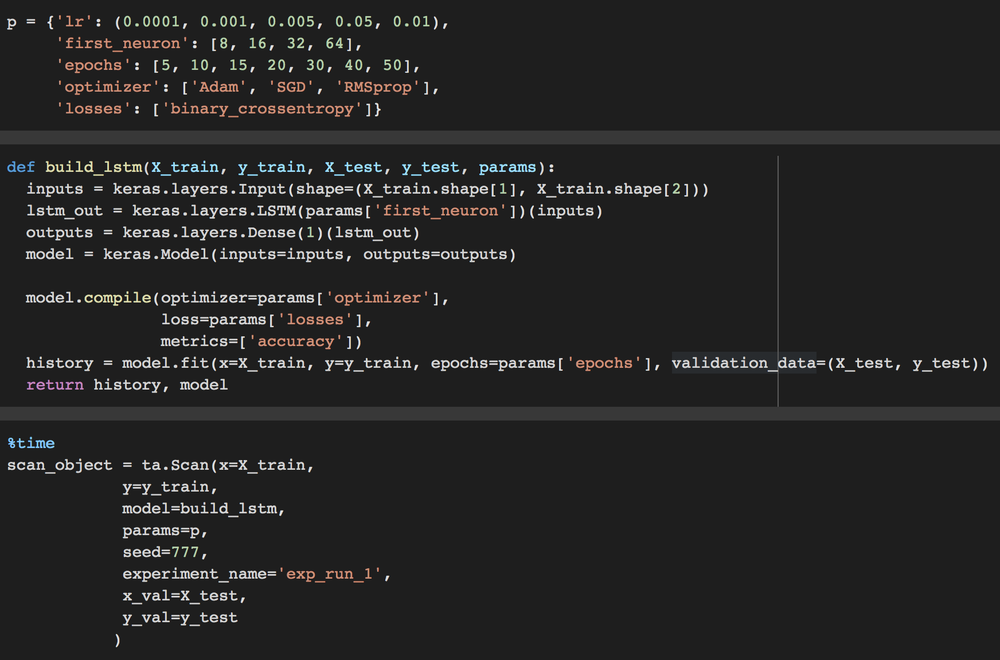 p = {'lr': (0.0001, 0.001, 0.005, 0.05, 0.01),
     'first_neuron': [8, 16, 32, 64],
     'epochs': [5, 10, 15, 20, 30, 40, 50],
     'optimizer': ['Adam', 'SGD', 'RMSprop'],
     'losses': ['binary_crossentropy']}
def build_lstm(X_train, y_train, X_test, y_test, params):
  inputs = keras.layers.Input(shape=(X_train.shape[1], X_train.shape[2]))
  lstm_out = keras.layers.LSTM(params['first_neuron'])(inputs)
  outputs = keras.layers.Dense(1)(lstm_out)
  model = keras.Model(inputs=inputs, outputs=outputs)
  model.compile(optimizer=params['optimizer'],
                loss=params['losses'],
                metrics=['accuracy'])
  history = model.fit(x=X_train, y=y_train, epochs=params['epochs'], validation_data=(X_test, y_test))
  return history, model
%time
scan_object = ta.Scan(x=X_train,
            y=y_train,
            model=build_lstm,
            params=p,
            seed=777,
            experiment_name='exp_run_1',
            x_val=X_test,
            y_val=y_test
           )